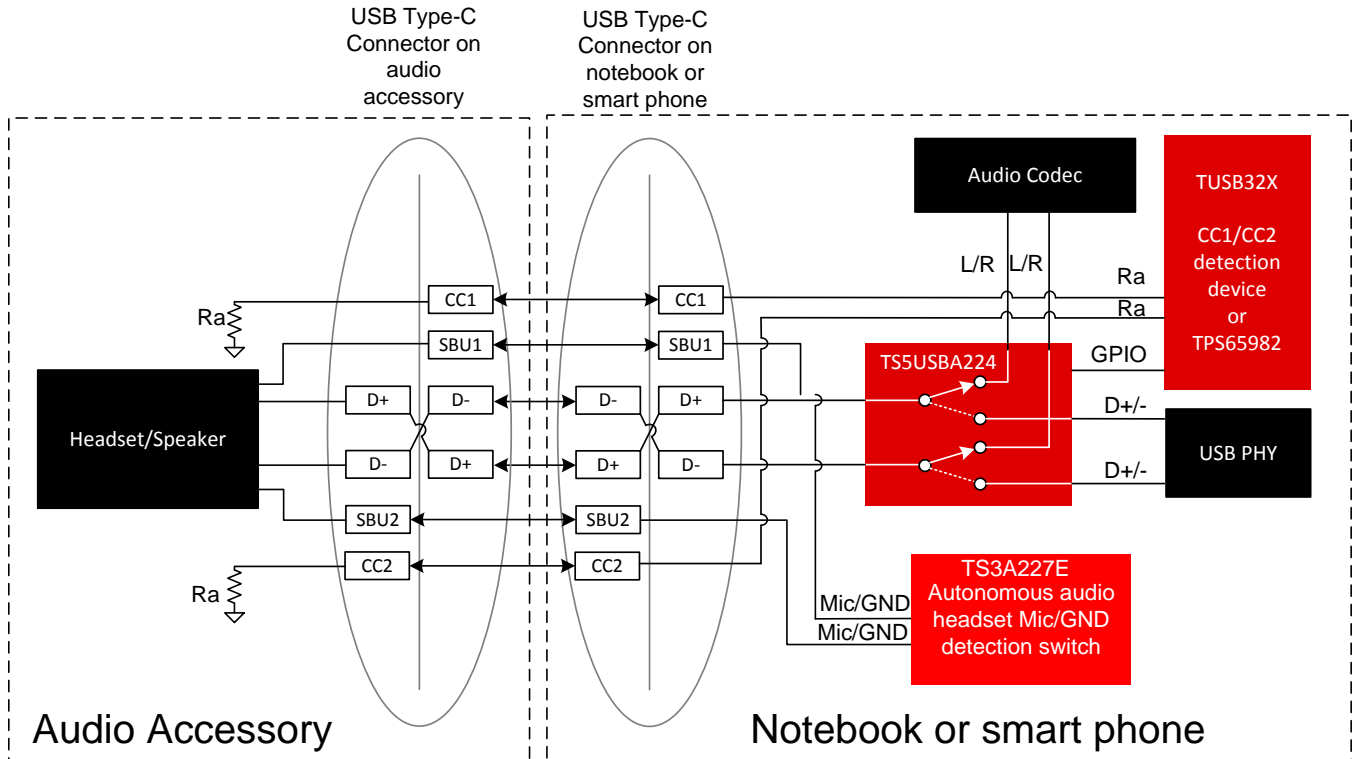 USB Type-C
Connector on
audio
accessory
USB Type-C
Connector on
notebook or
smart phone
Audio Codec
TUSB32X
CC1/CC2
detection
device
or
TPS65982
L/R
L/R
Ra
Ra
GPIO
D+/-
D+/-
USB PHY
TS5USBA224
Ra
CC1
CC1
SBU1
SBU1
D+
D-
D-
D+
Headset/Speaker
D-
D+
D+
D-
SBU2
SBU2
CC2
CC2
Ra
Mic/GND
Mic/GND
TS3A227E
Autonomous audio
headset Mic/GND
detection switch
Audio Accessory
Notebook or smart phone